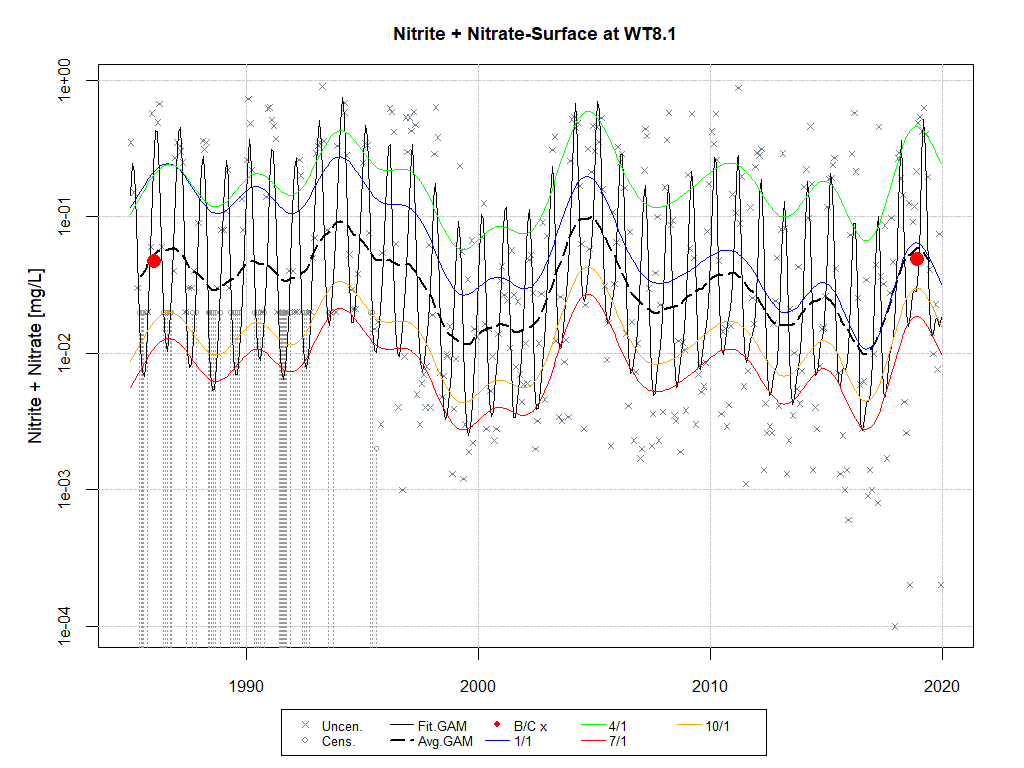 Nitrite + Nitrate-Surface at WT8.1
Nitrite + Nitrate [mg/L]
1e+00
1e-01
1e-02
1e-03
1e-04
1990 2000 2010 2020
Uncen. Fit.GAM B/C x 4/1 10/1
Cens. Avg.GAM 1/1 7/1